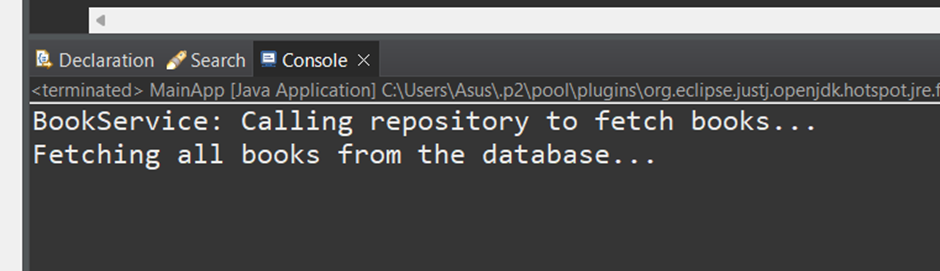 Declaration Search Console
<terminated> MainApp [Java Application] C:\Users\Asus\.p2\pool\plugins\org.eclipse.justj.openjdk.hotspot.jre.f
BookService: Calling repository to fetch books...
Fetching all books from the database...